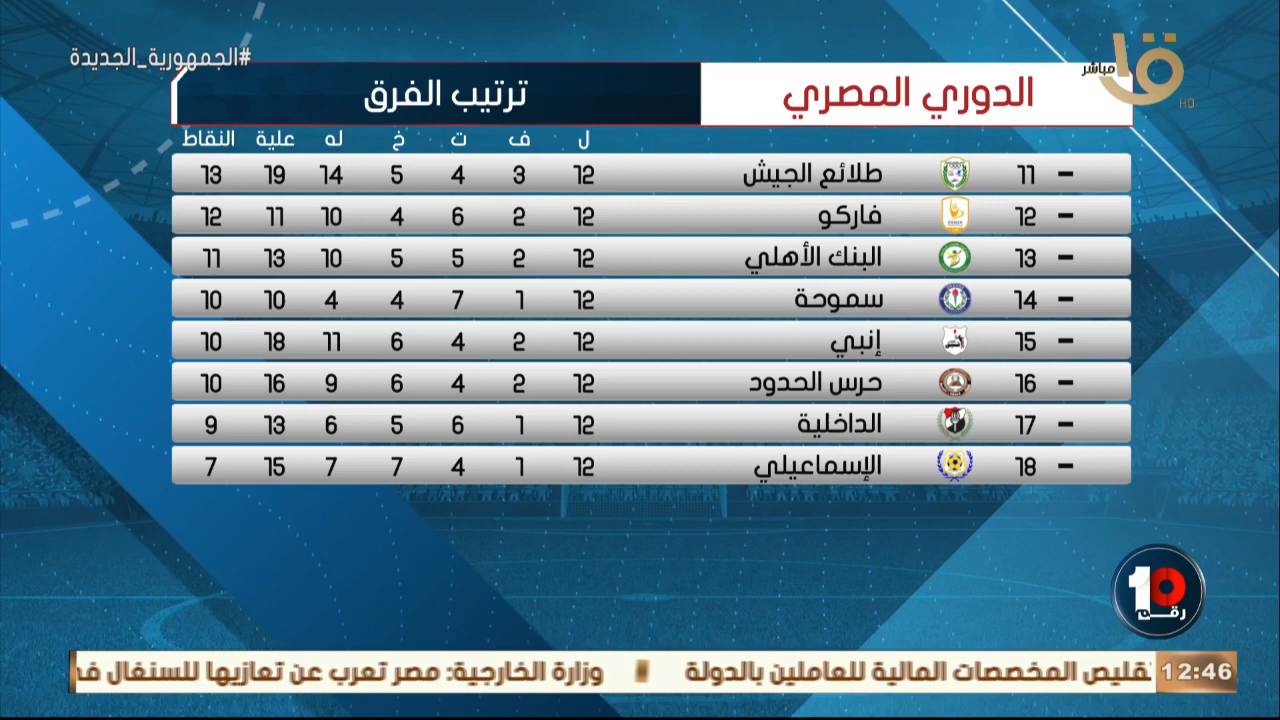 #الجمهورية_الجديدة
مباشر
HD
الدوري المصري
ترتيب الفرق
ل ف ت خ له علية النقاط
- 11 طلائع الجيش 12 3 4 5 14 19 13
- 12 فاركو 12 2 6 4 10 11 12
- 13 البنك الأهلي 12 2 5 5 10 13 11
- 14 سموحة 12 1 7 4 4 10 10
- 15 إنبي 12 2 4 6 11 18 10
- 16 حرس الحدود 12 2 4 6 9 16 10
- 17 الداخلية 12 1 6 5 6 13 9
- 18 الإسماعيلي 12 1 4 7 7 15 7
رقم 10
12:46 تقليص المخصصات المالية للعاملين بالدولة وزارة الخارجية: مصر تعرب عن تعازيها للسنغال